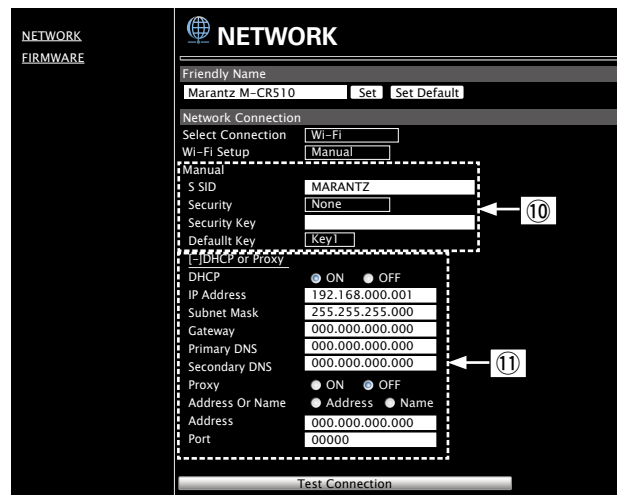 NETWORK
FIRMWARE
NETWORK
Friendly Name
Marantz M-CR510 Set Set Default
Network Connection
Select Connection Wi-Fi
Wi-Fi Setup Manual
Manual
S SID MARANTZ
Security None
Security Key
Defaullt Key Key1
⑩
[-]DHCP or Proxy
DHCP ON OFF
IP Address 192.168.000.001
Subnet Mask 255.255.255.000
Gateway 000.000.000.000
Primary DNS 000.000.000.000
Secondary DNS 000.000.000.000
⑪
Proxy ON OFF
Address Or Name Address Name
Address 000.000.000.000
Port 00000
Test Connection